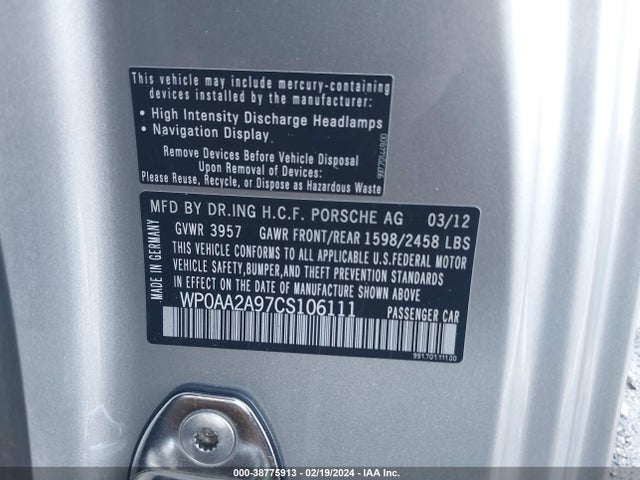 This vehicle may include mercury-containing
devices installed by the manufacturer:
• High Intensity Discharge Headlamps
• Navigation Display
Remove Devices Before Vehicle Disposal
Upon Removal of Devices:
Please Reuse, Recycle, or Dispose as Hazardous Waste
MFD BY DR.ING H.C.F. PORSCHE AG 03/12
GVWR 3957 GAWR FRONT/REAR 1598/2458 LBS
THIS VEHICLE CONFORMS TO ALL APPLICABLE U.S.FEDERAL MOTOR
VEHICLE SAFETY,BUMPER,AND THEFT PREVENTION STANDARDS
IN EFFECT ON THE DATE OF MANUFACTURE SHOWN ABOVE.
WP0AA2A97CS106111 PASSENGER CAR
MADE IN GERMANY
991.701.111.00
000-38775913 - 02/19/2024 - IAA Inc.